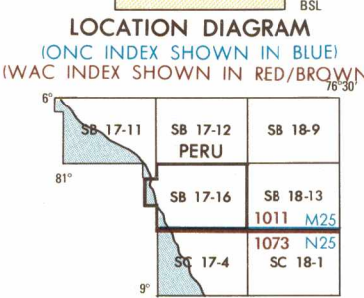 BSL
LOCATION DIAGRAM
(ONC INDEX SHOWN IN BLUE)
(WAC INDEX SHOWN IN RED/BROWN
76°30'
6°
SB 17-11 SB 17-12 SB 18-9
PERU
81°
SB 17-16 SB 18-13
1011 M25
1073 N25
SC 17-4 SC 18-1
9°